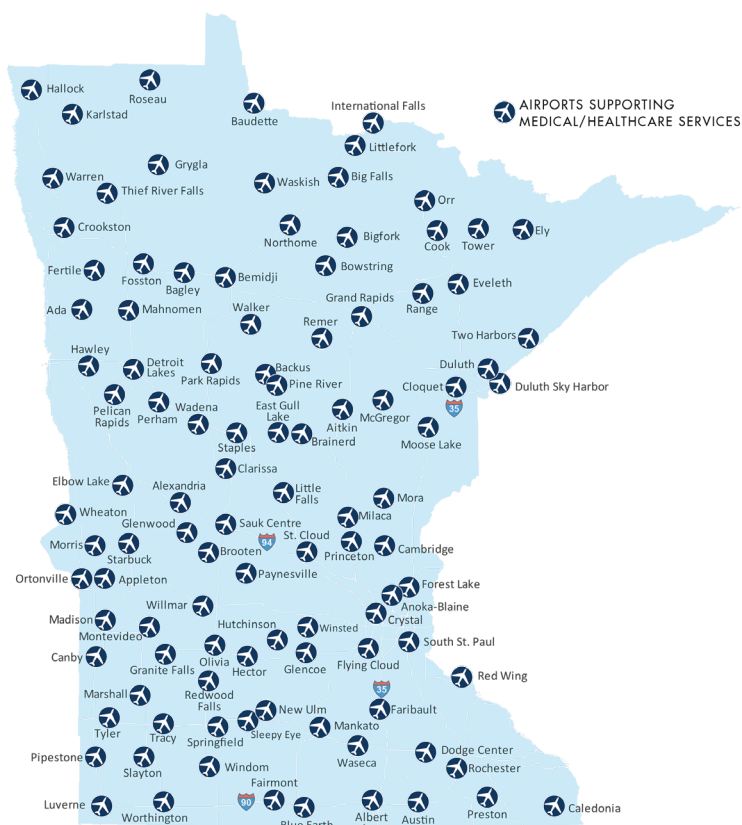 AIRPORTS SUPPORTING
MEDICAL/HEALTHCARE SERVICES
Hallock
Roseau
Karlstad
Baudette
International Falls
Littlefork
Grygla
Warren
Thief River Falls
Waskish
Big Falls
Orr
Crookston
Northome
Bigfork
Cook
Tower
Ely
Fertile
Fosston
Bagley
Bemidji
Bowstring
Eveleth
Grand Rapids
Range
Ada
Mahnomen
Walker
Remer
Two Harbors
Hawley
Detroit
Lakes
Park Rapids
Backus
Pine River
Duluth
Cloquet
Duluth Sky Harbor
35
Pelican
Rapids
Perham
Wadena
East Gull
Lake
Aitkin
McGregor
Moose Lake
Staples
Brainerd
Clarissa
Elbow Lake
Alexandria
Little
Falls
Mora
Wheaton
Glenwood
Sauk Centre
94
St. Cloud
Milaca
Morris
Starbuck
Brooten
Princeton
Cambridge
Ortonville
Appleton
Paynesville
Forest Lake
Anoka-Blaine
Crystal
Willmar
Madison
Montevideo
Hutchinson
Winsted
South St. Paul
Canby
Granite Falls
Olivia
Hector
Glencoe
Flying Cloud
Red Wing
Marshall
Redwood
Falls
35
New Ulm
Faribault
Tyler
Tracy
Springfield
Sleepy Eye
Mankato
Waseca
Dodge Center
Pipestone
Slayton
Windom
Rochester
Fairmont
Luverne
Worthington
90
Blue Earth
Albert
Austin
Preston
Caledonia